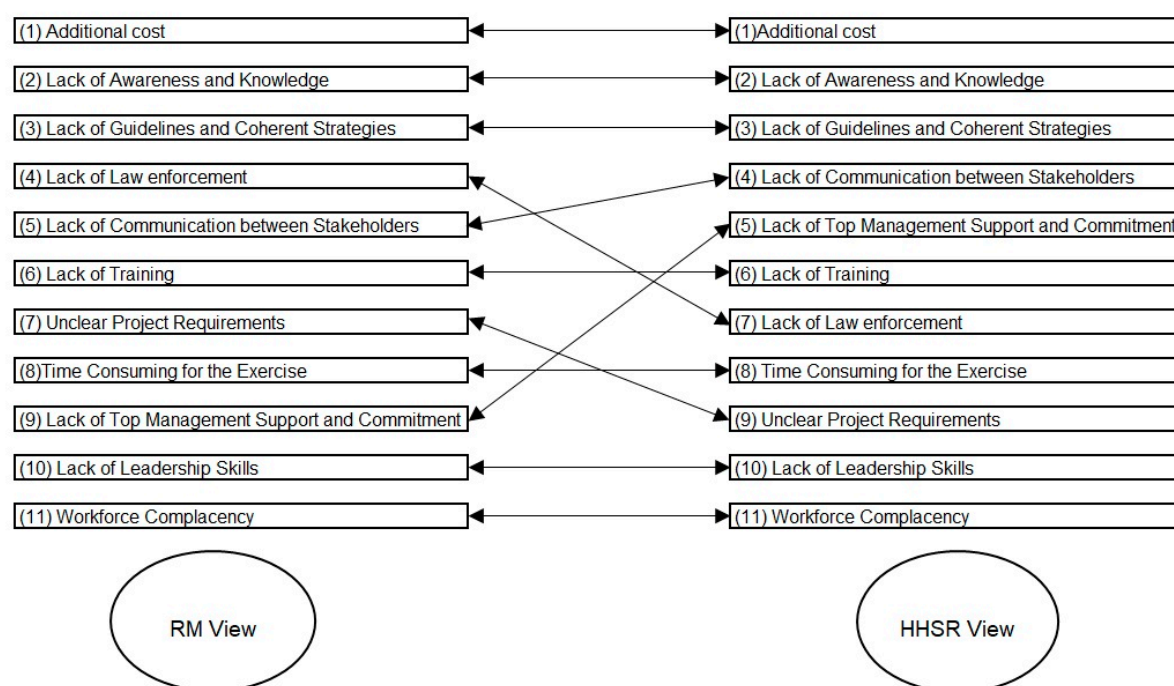 (1) Additional cost
(2) Lack of Awareness and Knowledge
(3) Lack of Guidelines and Coherent Strategies
(4) Lack of Law enforcement
(5) Lack of Communication between Stakeholders
(6) Lack of Training
(7) Unclear Project Requirements
(8)Time Consuming for the Exercise
(9) Lack of Top Management Support and Commitment
(10) Lack of Leadership Skills
(11) Workforce Complacency
RM View
(1)Additional cost
(2) Lack of Awareness and Knowledge
(3) Lack of Guidelines and Coherent Strategies
(4) Lack of Communication between Stakeholders
(5) Lack of Top Management Support and Commitment
(6) Lack of Training
(7) Lack of Law enforcement
(8) Time Consuming for the Exercise
(9) Unclear Project Requirements
(10) Lack of Leadership Skills
(11) Workforce Complacency
HHSR View